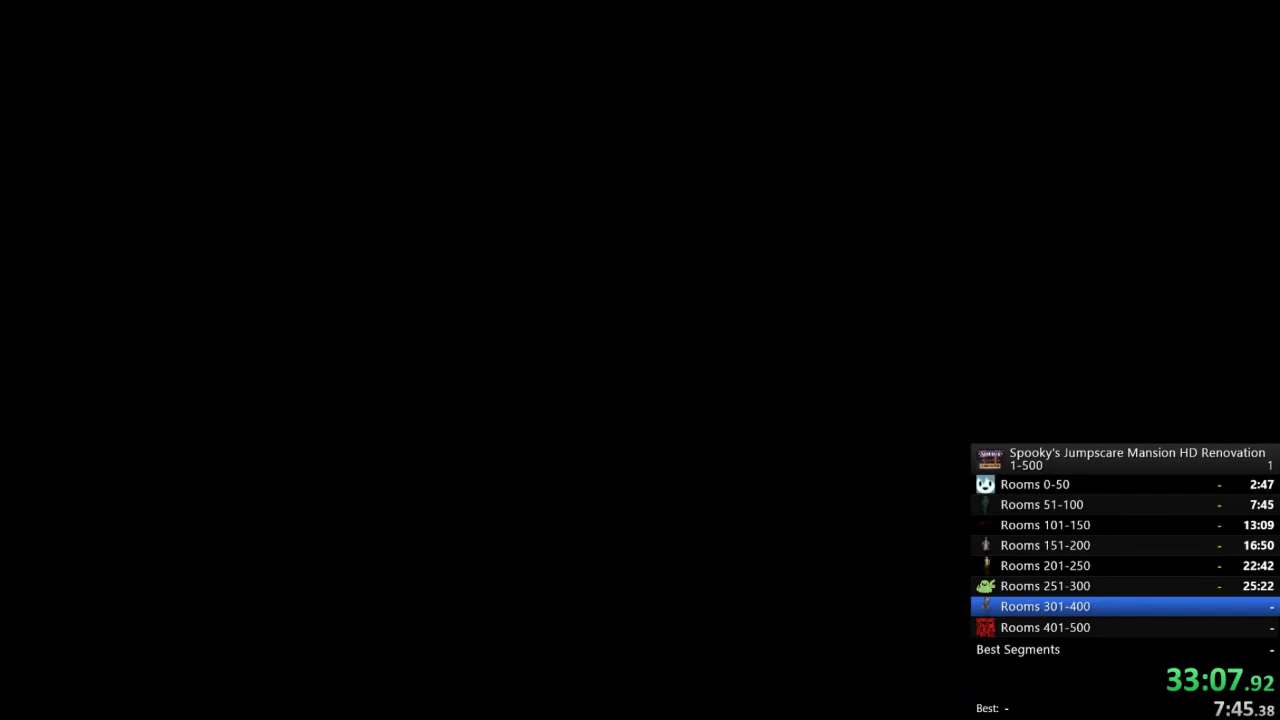 Spooky's Jumpscare Mansion HD Renovation
1-500 1
Rooms 0-50 - 2:47
Rooms 51-100 - 7:45
Rooms 101-150 - 13:09
Rooms 151-200 - 16:50
Rooms 201-250 - 22:42
Rooms 251-300 - 25:22
Rooms 301-400 -
Rooms 401-500 -
Best Segments -
33:07.92
Best: - 7:45.38